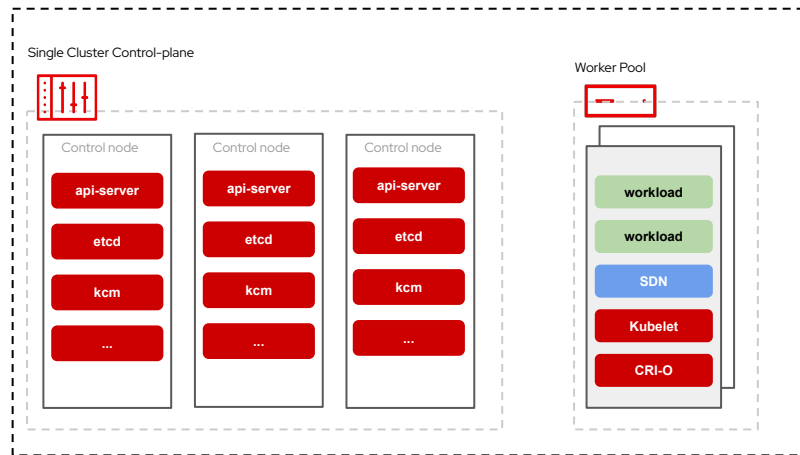 Single Cluster Control-plane
Worker Pool
Control node
api-server
etcd
kcm
...
Control node
api-server
etcd
kcm
...
Control node
api-server
etcd
kcm
...
workload
workload
SDN
Kubelet
CRI-O